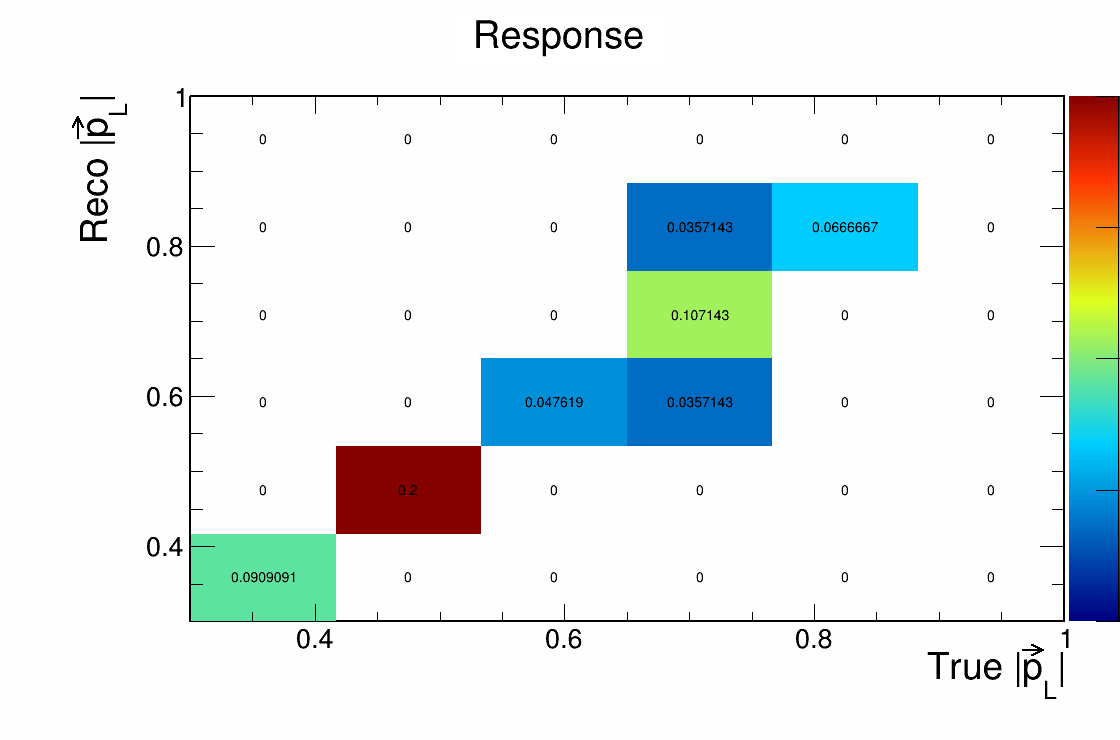 Response
Reco |p⃗_L|
1
0 0 0 0 0 0
0 0 0 0.0357143 0.0666667 0
0.8
0 0 0 0.107143 0 0
0 0 0.047619 0.0357143 0 0
0.6
0 0.2 0 0 0 0
0.4
0.0909091 0 0 0 0 0
0.4 0.6 0.8 1
True |p⃗_L|